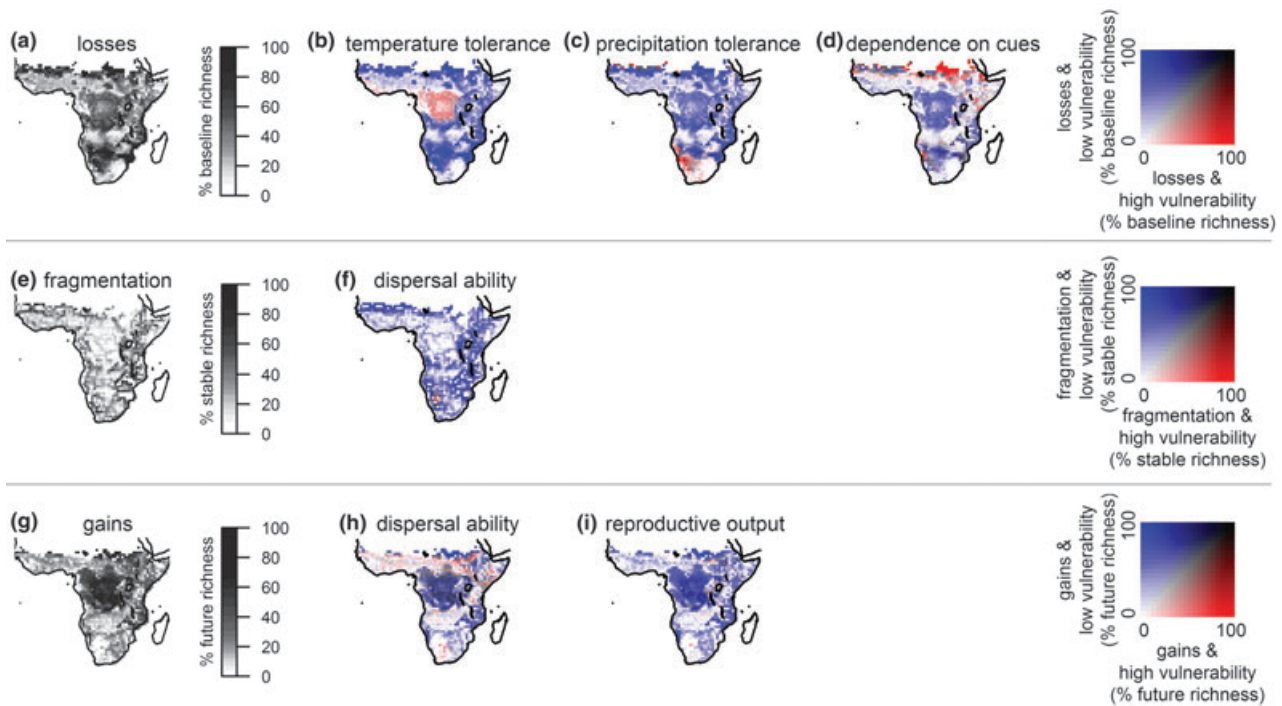 (a) losses
100
80
60
40
20
0
% baseline richness
(b) temperature tolerance
(c) precipitation tolerance
(d) dependence on cues
losses &
low vulnerability
(% baseline richness)
100
0
0 100
losses &
high vulnerability
(% baseline richness)
(e) fragmentation
100
80
60
40
20
0
% stable richness
(f) dispersal ability
fragmentation &
low vulnerability
(% stable richness)
100
0
0 100
fragmentation &
high vulnerability
(% stable richness)
(g) gains
100
80
60
40
20
0
% future richness
(h) dispersal ability
(i) reproductive output
gains &
low vulnerability
(% future richness)
100
0
0 100
gains &
high vulnerability
(% future richness)